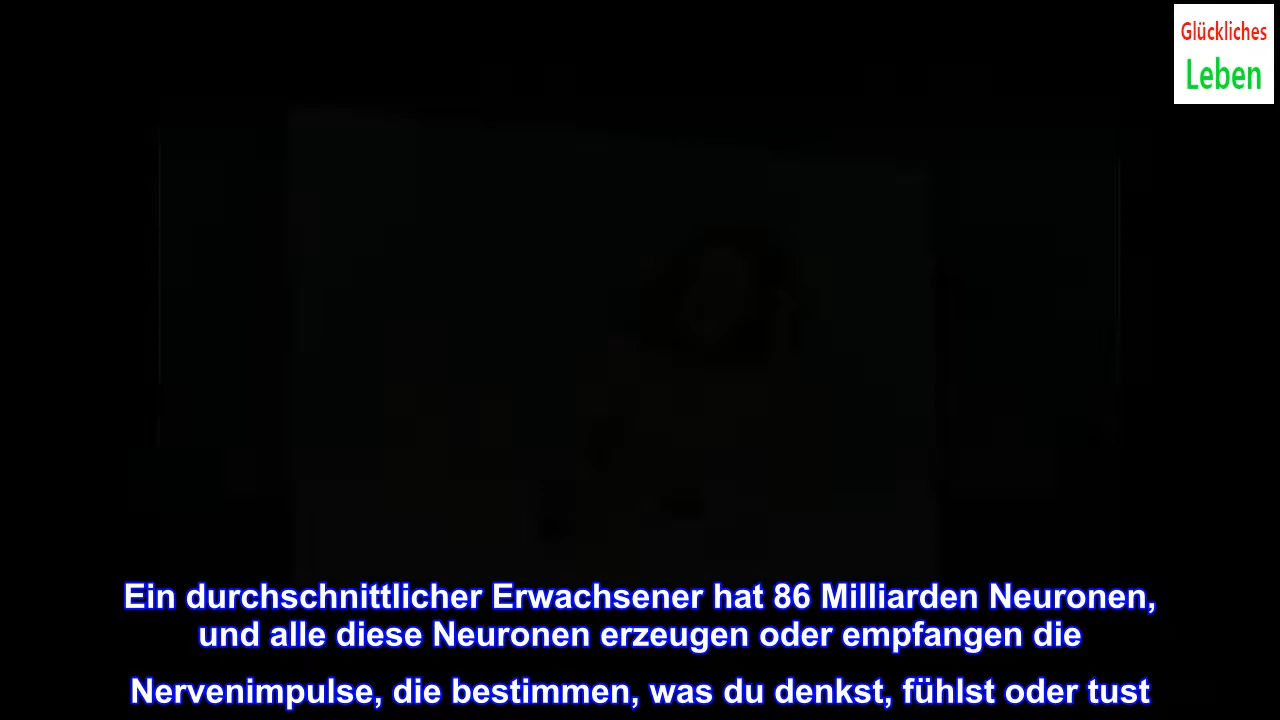 Glückliches
Leben
Ein durchschnittlicher Erwachsener hat 86 Milliarden Neuronen,
und alle diese Neuronen erzeugen oder empfangen die
Nervenimpulse, die bestimmen, was du denkst, fühlst oder tust